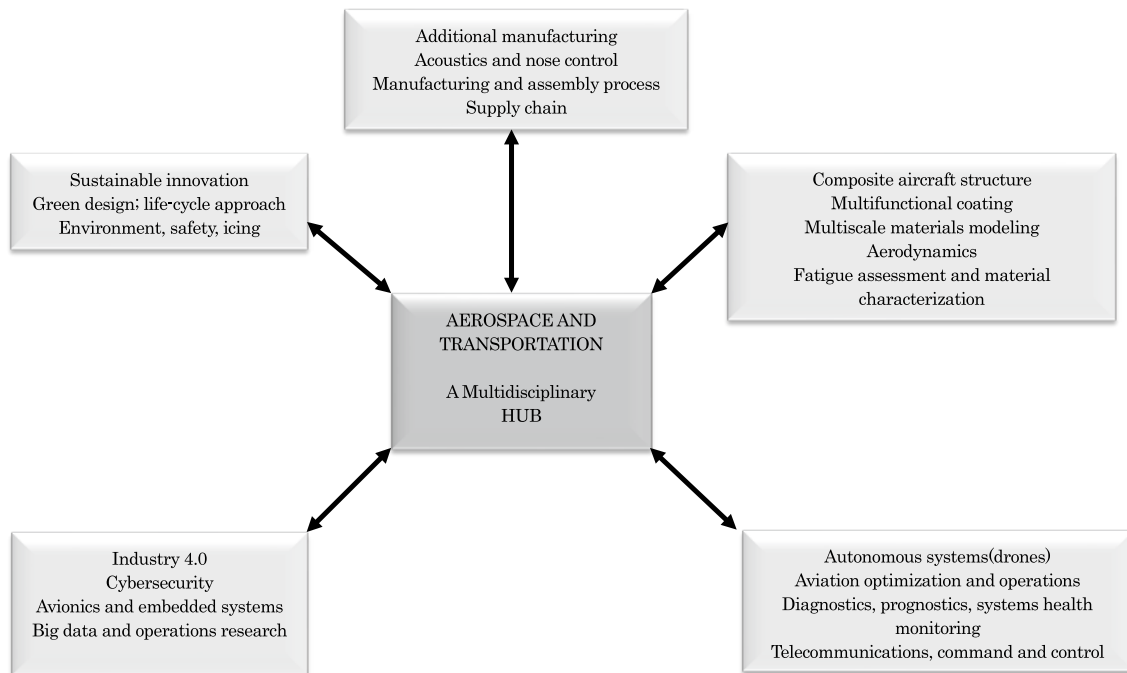 Additional manufacturing
Acoustics and nose control
Manufacturing and assembly process
Supply chain
Sustainable innovation
Green design; life-cycle approach
Environment, safety, icing
Composite aircraft structure
Multifunctional coating
Multiscale materials modeling
Aerodynamics
Fatigue assessment and material
characterization
AEROSPACE AND
TRANSPORTATION
A Multidisciplinary
HUB
Industry 4.0
Cybersecurity
Avionics and embedded systems
Big data and operations research
Autonomous systems(drones)
Aviation optimization and operations
Diagnostics, prognostics, systems health
monitoring
Telecommunications, command and control